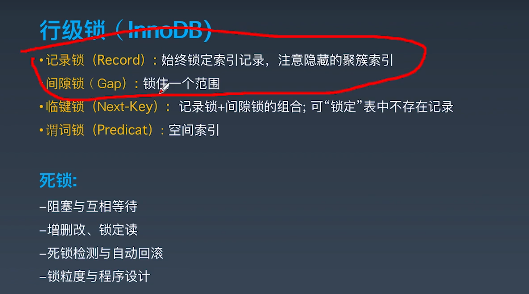 行级锁（InnoDB）
•记录锁（Record）：始终锁定索引记录，注意隐藏的聚簇索引
间隙锁（Gap）：锁住一个范围
•临键锁（Next-Key）：记录锁+间隙锁的组合; 可“锁定”表中不存在记录
•谓词锁（Predicat）：空间索引
死锁:
–阻塞与互相等待
–增删改、锁定读
–死锁检测与自动回滚
–锁粒度与程序设计